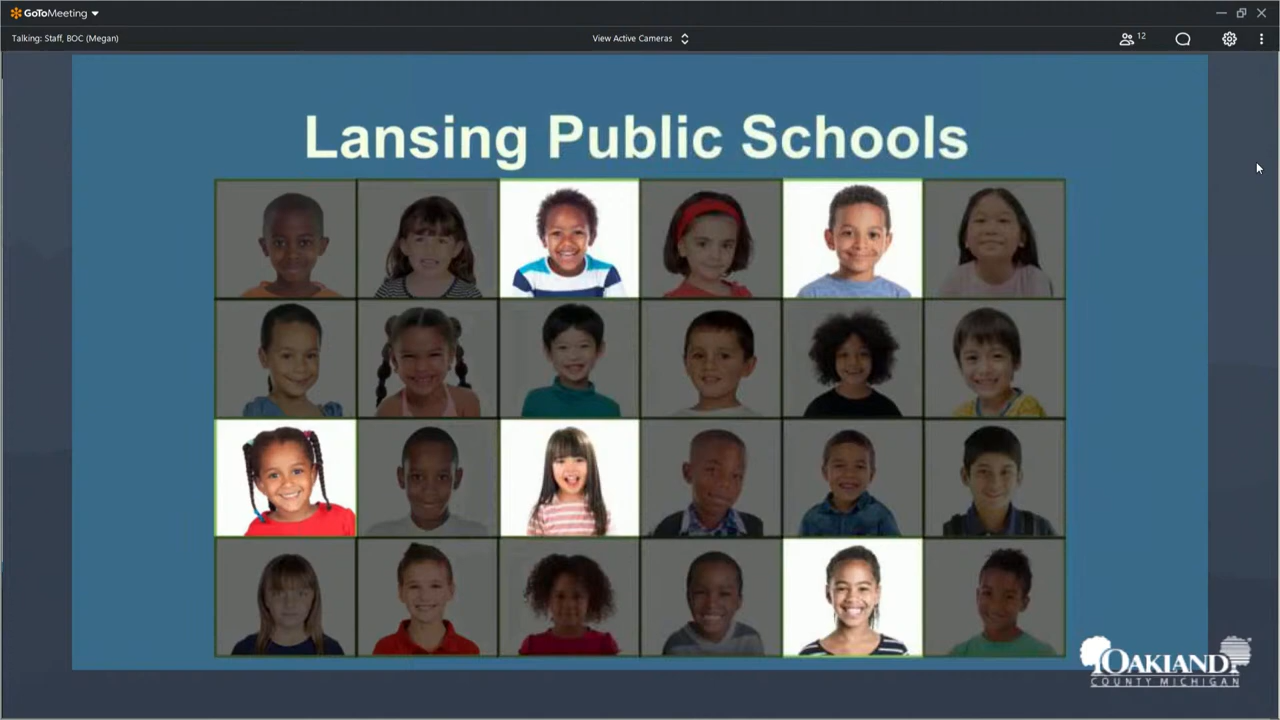 GoToMeeting
Talking: Staff, BOC (Megan)
View Active Cameras
12
Lansing Public Schools
OAKLAND
COUNTY MICHIGAN